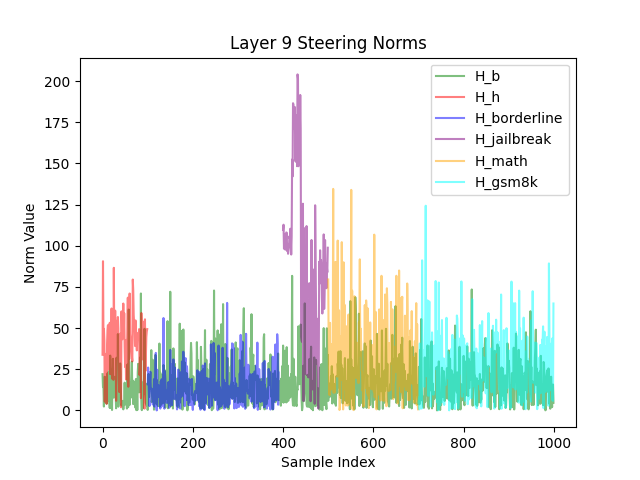 Layer 9 Steering Norms
H_b
H_h
H_borderline
H_jailbreak
H_math
H_gsm8k
Norm Value
200
175
150
125
100
75
50
25
0
0 200 400 600 800 1000
Sample Index